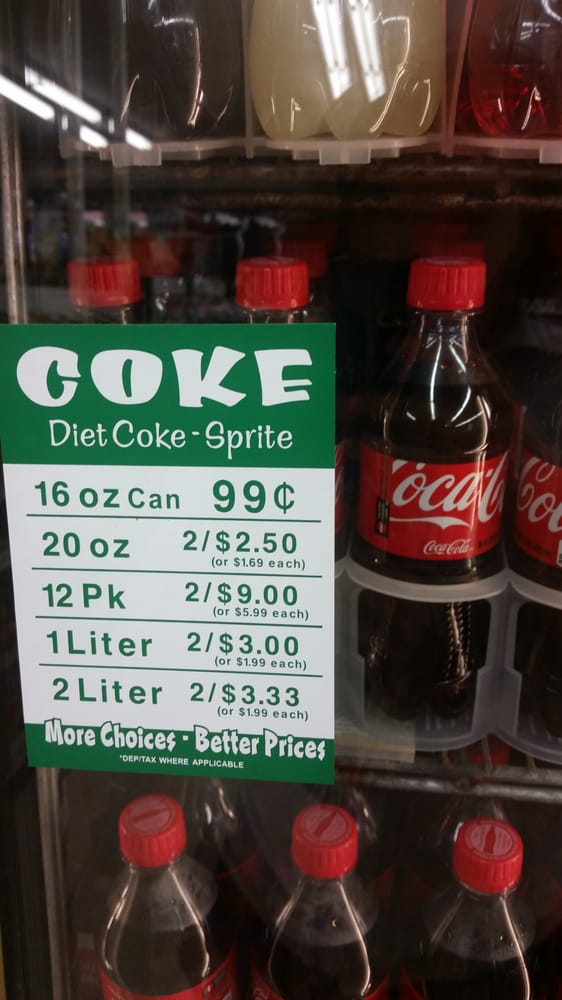 COKE
Diet Coke - Sprite
16 oz Can 99¢
20 oz 2/$2.50
(or $1.69 each)
12 Pk 2/$9.00
(or $5.99 each)
1 Liter 2/$3.00
(or $1.99 each)
2 Liter 2/$3.33
(or $1.99 each)
More Choices - Better Prices
*DEP/TAX WHERE APPLICABLE
Coca-Cola